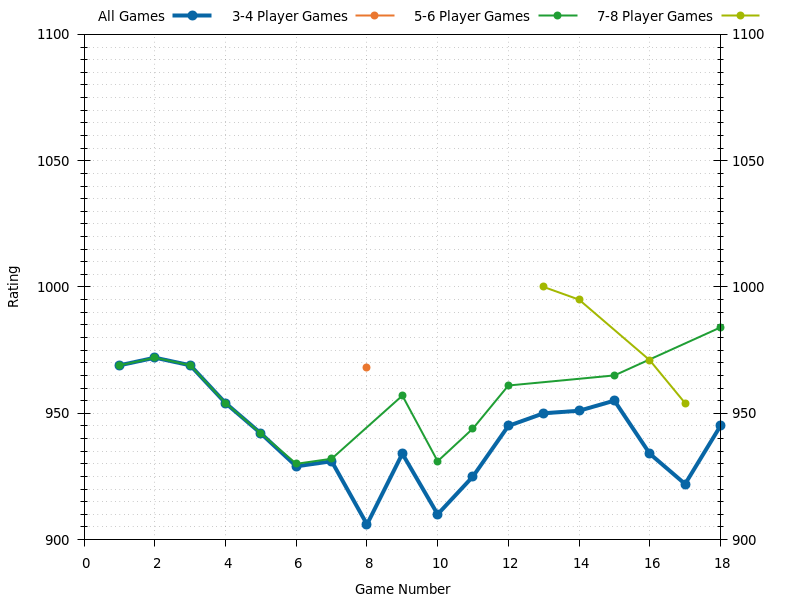 All Games 3-4 Player Games 5-6 Player Games 7-8 Player Games
1100 1100
1050 1050
1000 1000
Rating
950 950
900 900
0 2 4 6 8 10 12 14 16 18
Game Number